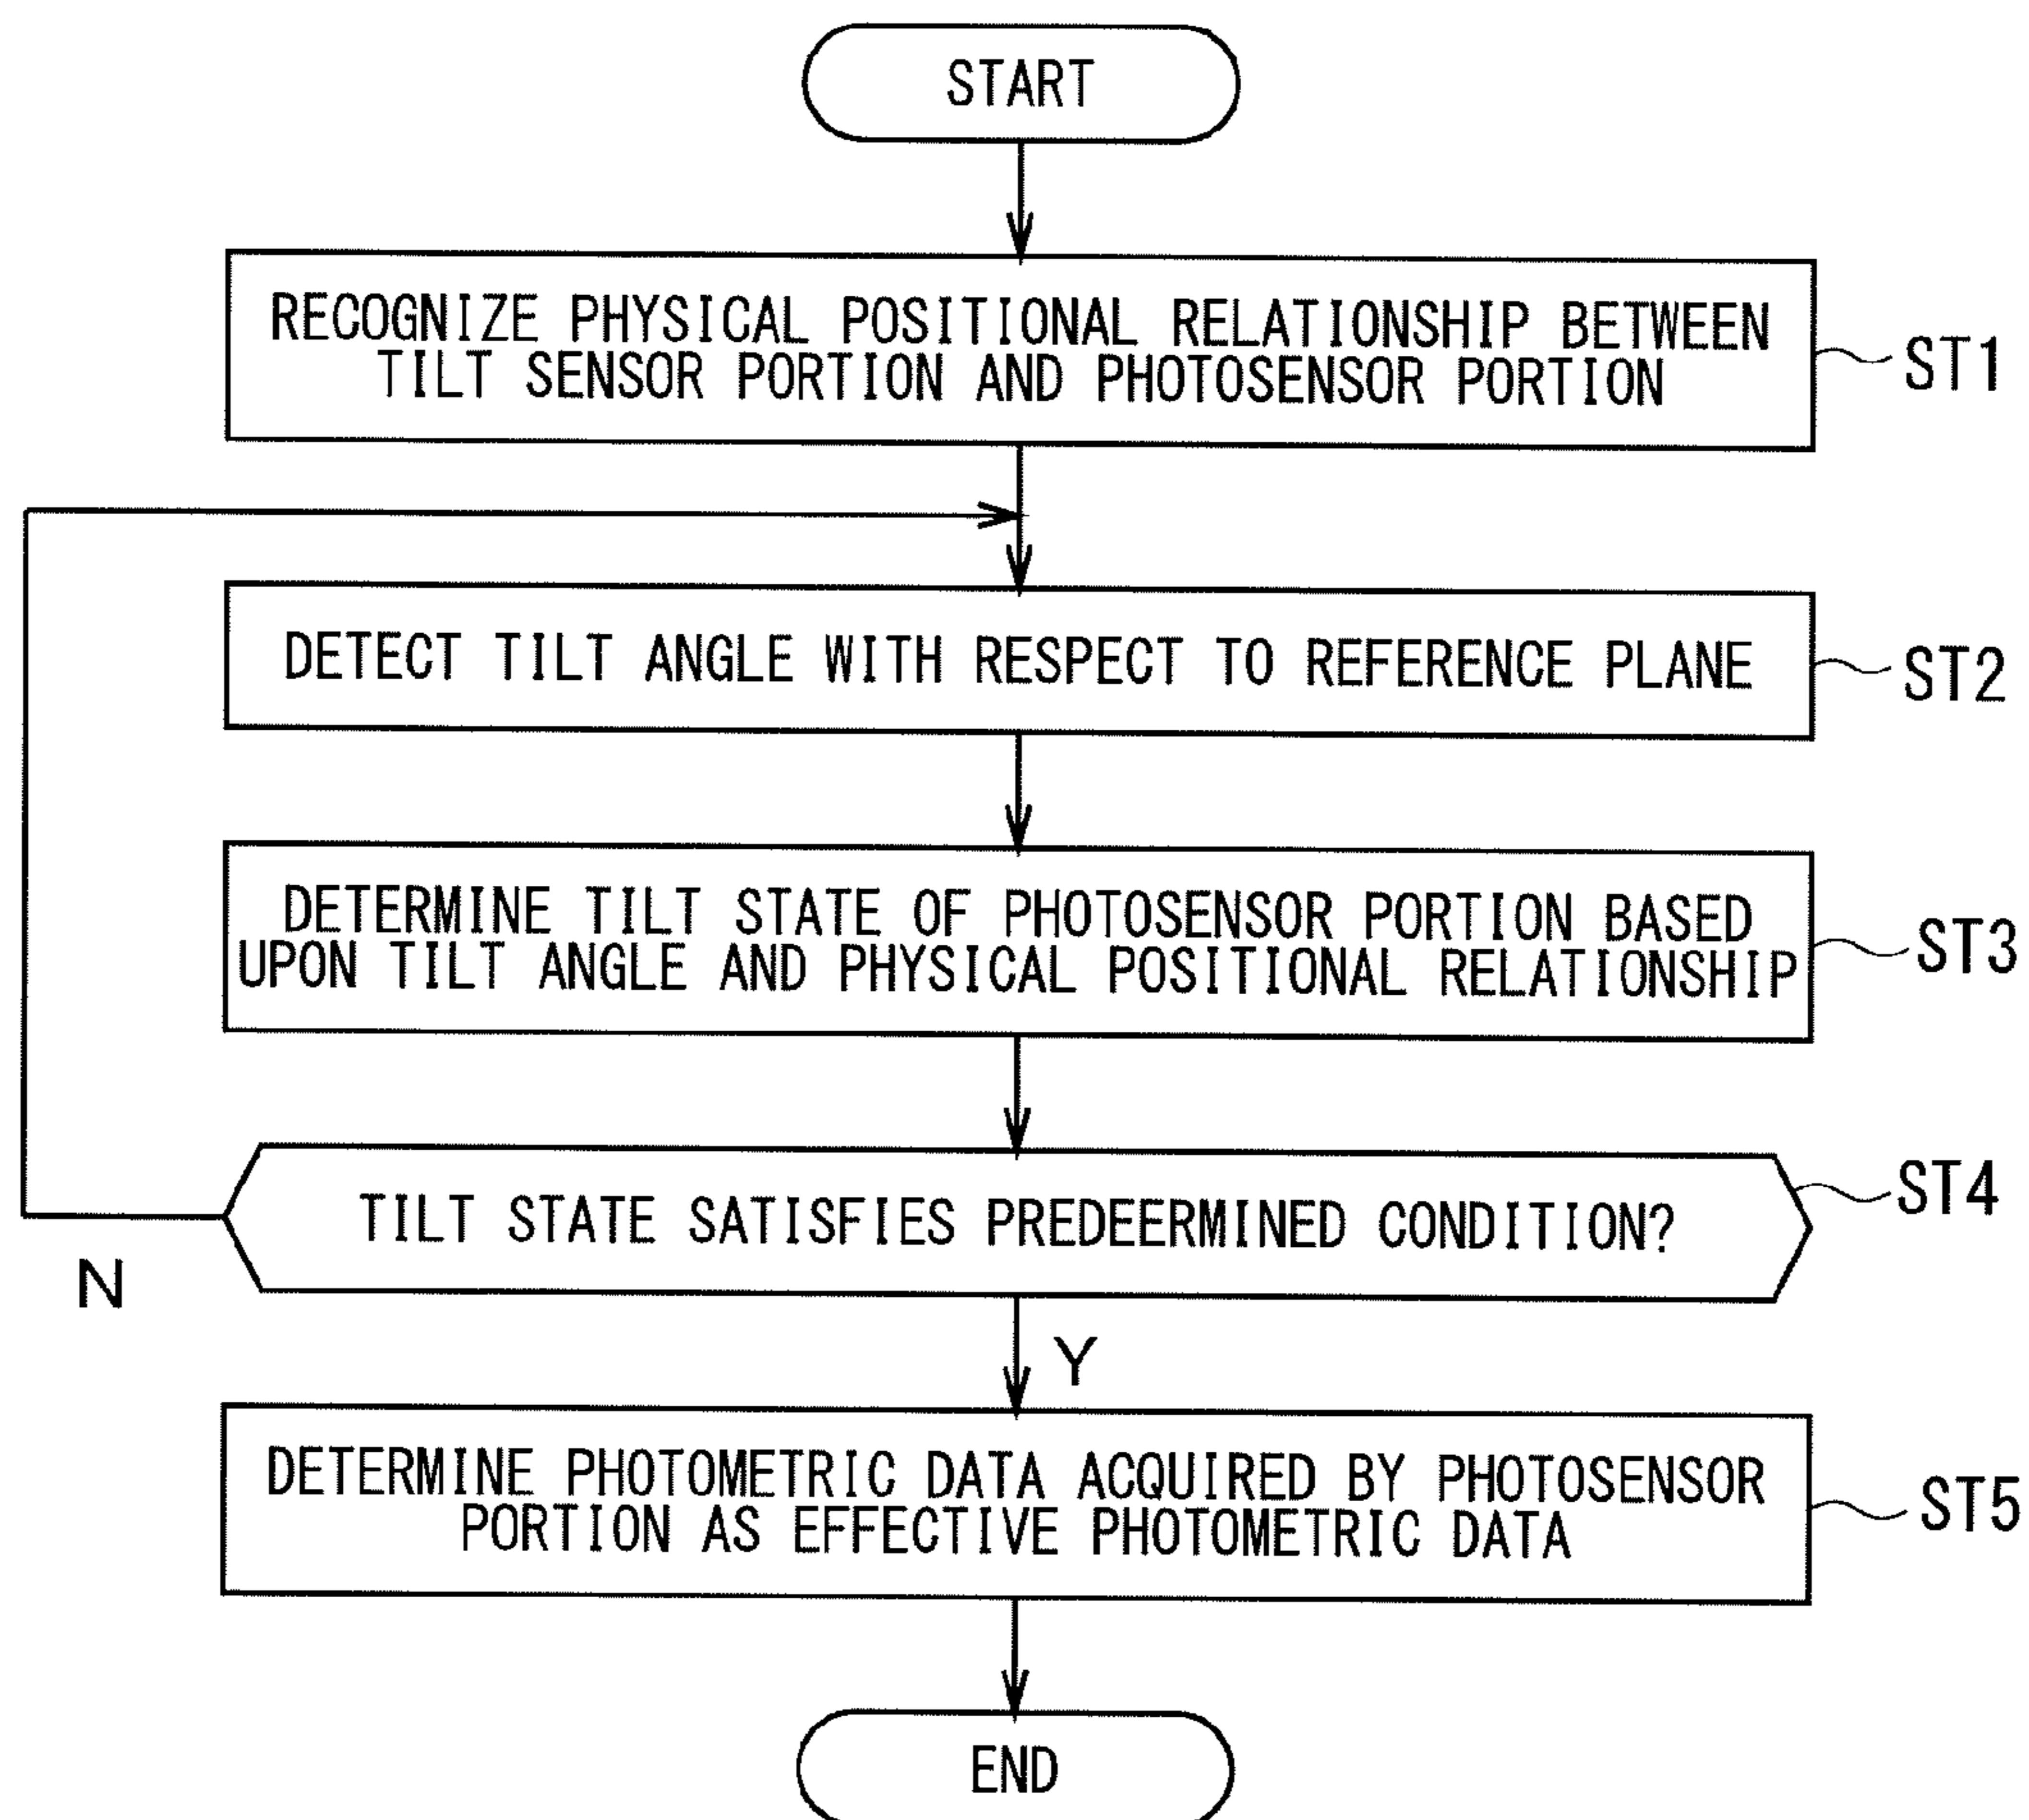 START
RECOGNIZE PHYSICAL POSITIONAL RELATIONSHIP BETWEEN
TILT SENSOR PORTION AND PHOTOSENSOR PORTION
ST1
DETECT TILT ANGLE WITH RESPECT TO REFERENCE PLANE
ST2
DETERMINE TILT STATE OF PHOTOSENSOR PORTION BASED
UPON TILT ANGLE AND PHYSICAL POSITIONAL RELATIONSHIP
ST3
TILT STATE SATISFIES PREDEERMINED CONDITION?
ST4
N
Y
DETERMINE PHOTOMETRIC DATA ACQUIRED BY PHOTOSENSOR
PORTION AS EFFECTIVE PHOTOMETRIC DATA
ST5
END